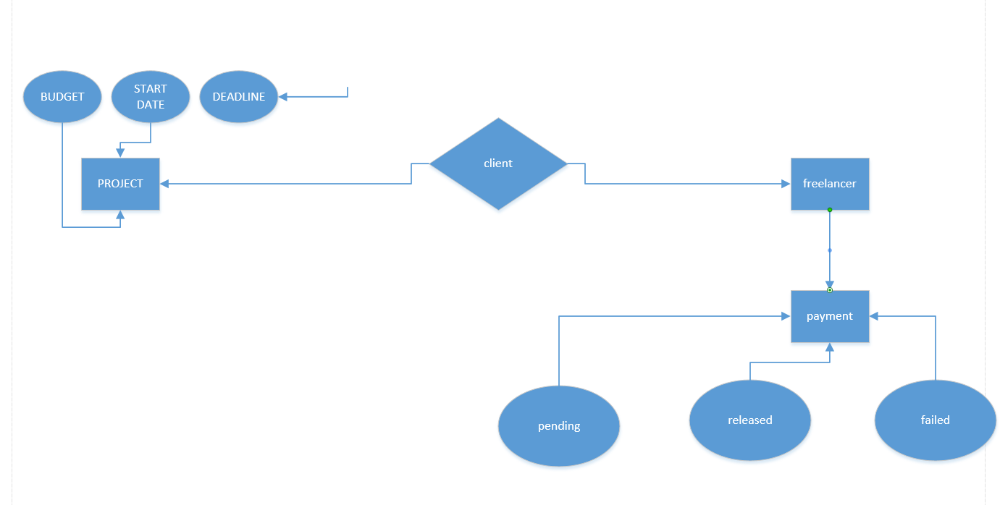 BUDGET
START
DATE
DEADLINE
client
PROJECT
freelancer
payment
pending
released
failed